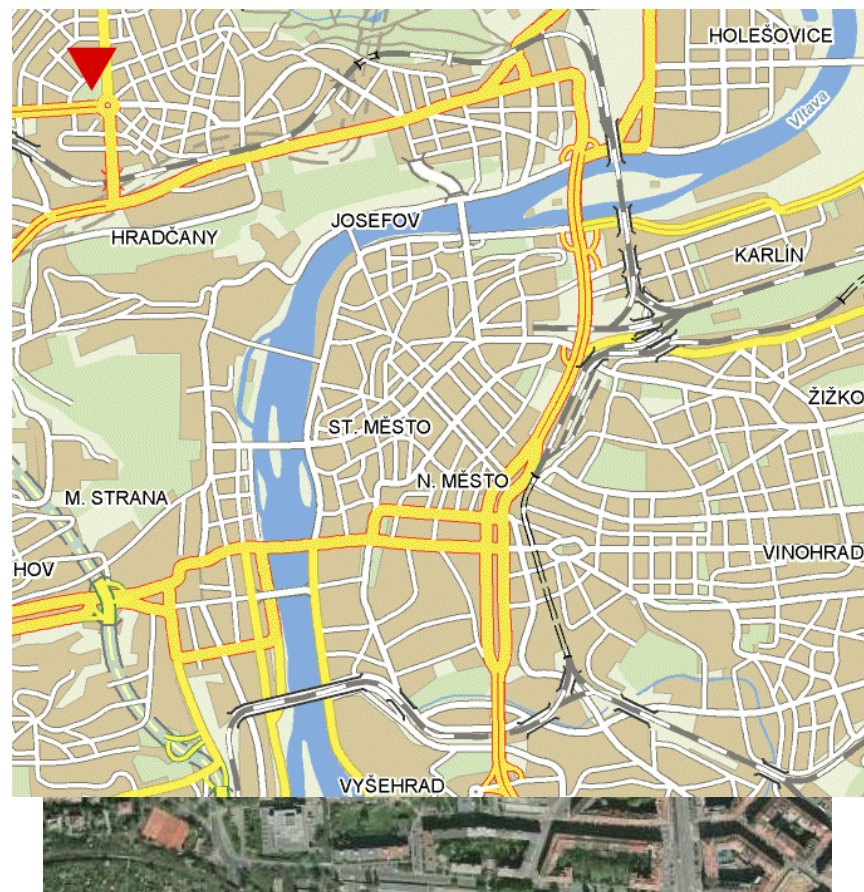 HOLEŠOVICE
Vltava
JOSEFOV
HRADČANY
KARLÍN
ŽIŽKO
ST. MĚSTO
N. MĚSTO
M. STRANA
VINOHRAD
HOV
VYŠEHRAD